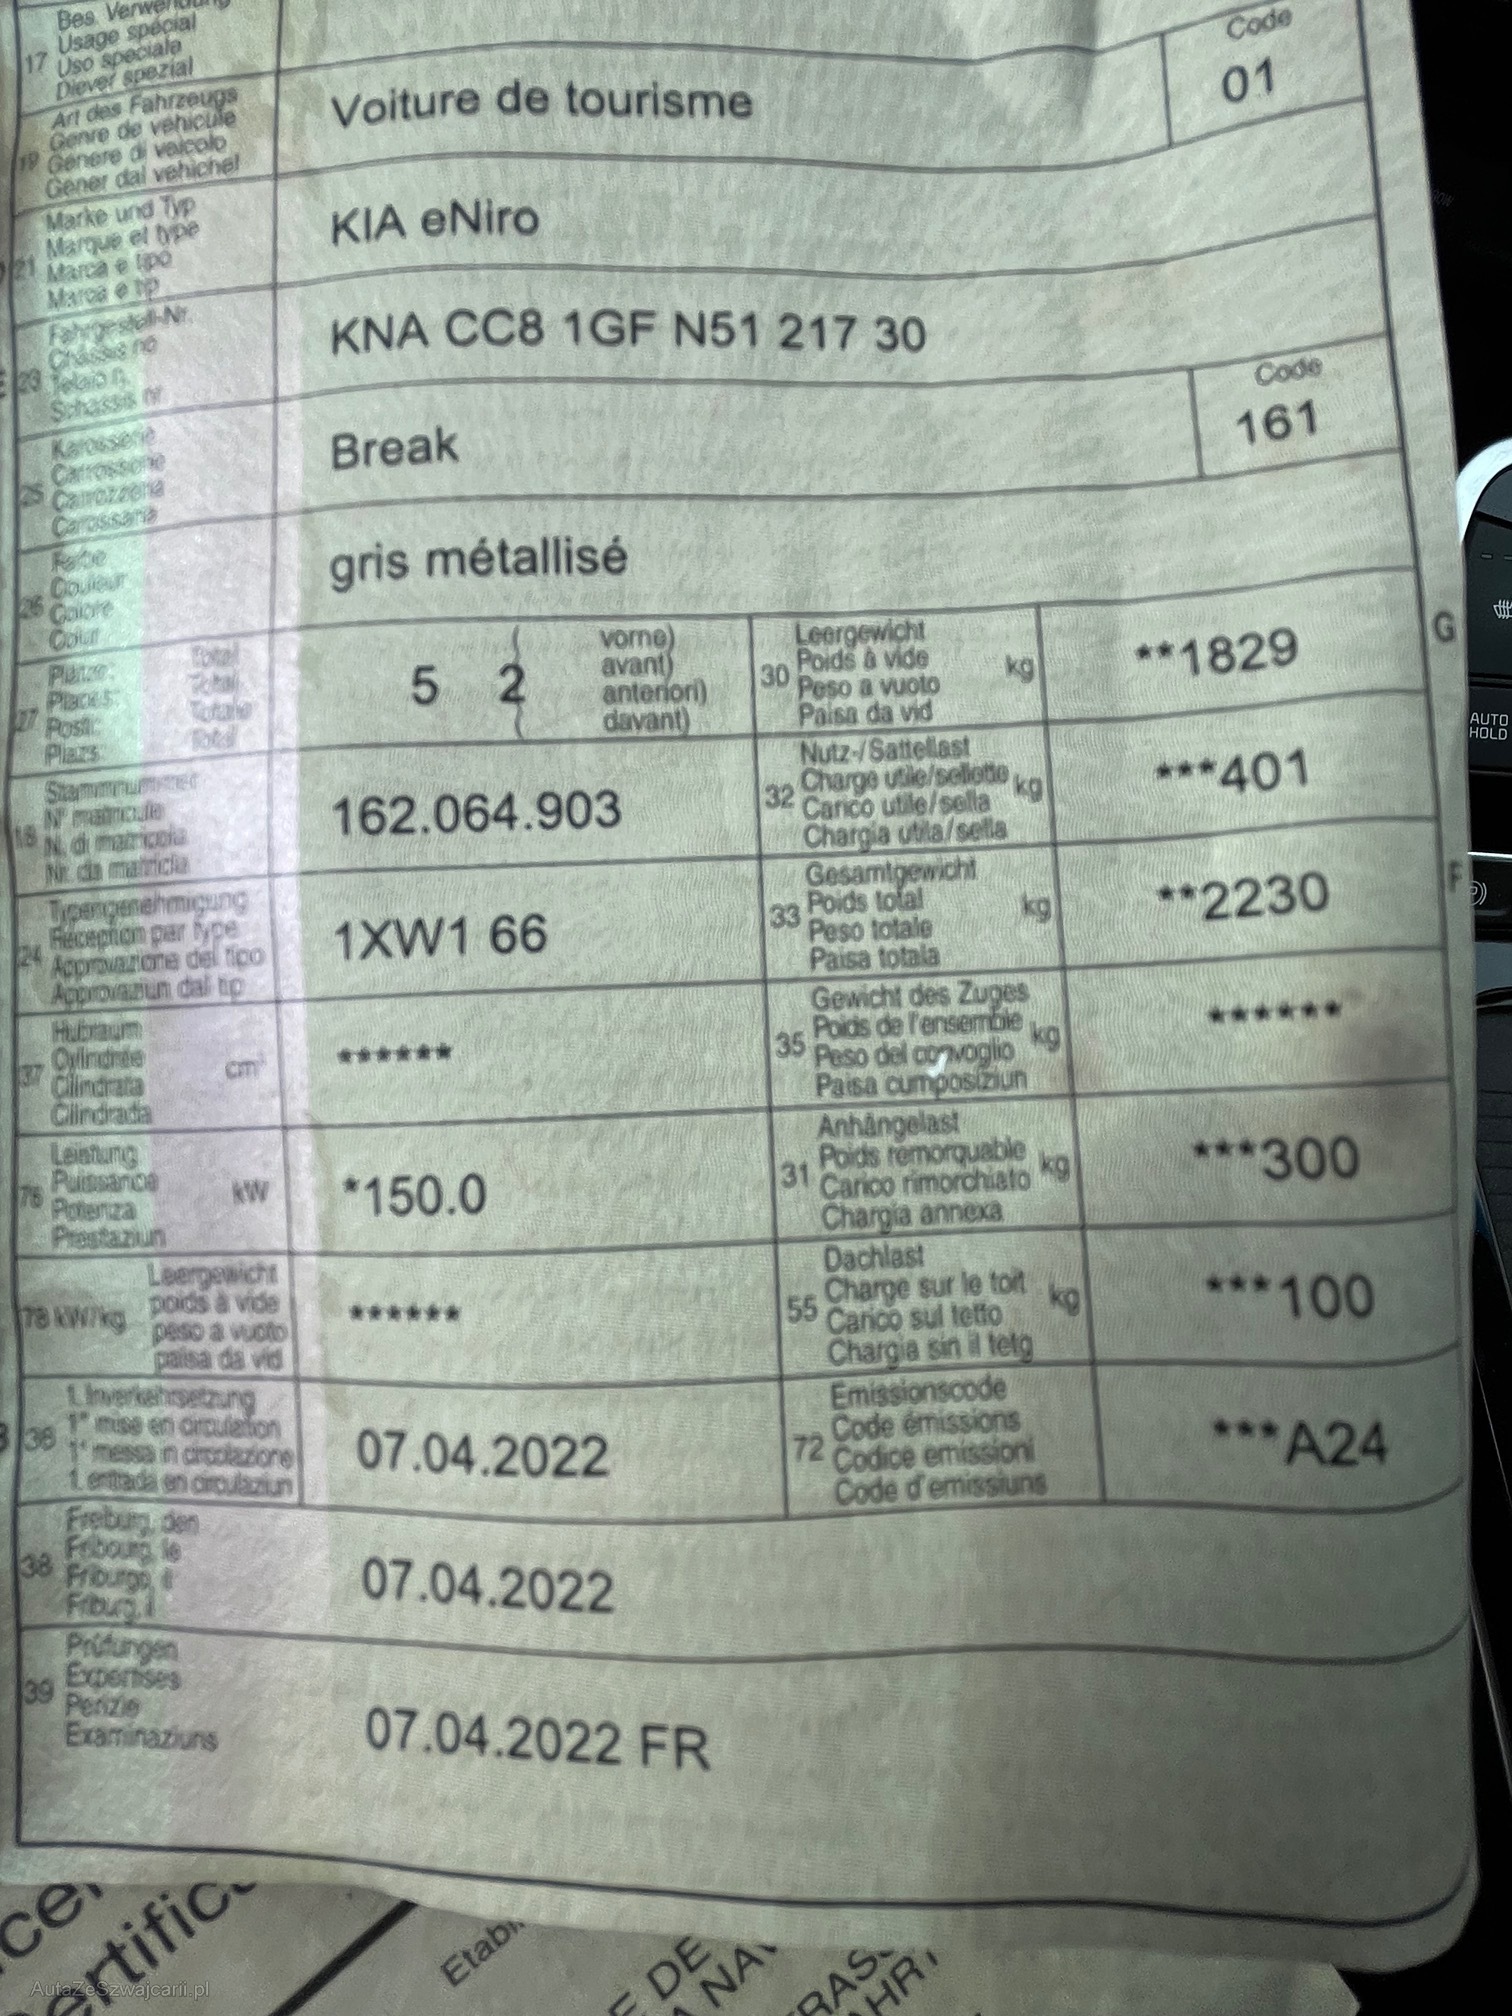 Bes. Verwendung
17 Usage spécial
Uso speciale
Diever spezial
Code
Art des Fahrzeugs
Genre de véhicule
19 Genere di veicolo
Gener dal vehichel
Voiture de tourisme
01
Marke und Typ
Marque et type
21 Marca e tipo
Marca e tip
KIA eNiro
Fahrgestell-Nr.
Châssis no
23 Telaio n.
Schassis nr
KNA CC8 1GF N51 217 30
Code
Karosserie
Carrosserie
25 Carrozzeria
Carossaria
Break
161
Farbe
Couleur
26 Colore
Colur
gris métallisé
Plätze: Total
Places: Total
27 Posti: Totale
Plazs: Total
5 2
( vorne)
avant)
anteriori)
( davant)
Leergewicht
30 Poids à vide kg
Peso a vuoto
Paisa da vid
**1829
G
Stammnummer
N° matricule
18 N. di matricola
Nr. da matricla
162.064.903
Nutz-/Sattellast
32 Charge utile/sellette kg
Carico utile/sella
Chargia utila/sella
***401
Typengenehmigung
Réception par type
24 Approvazione del tipo
Approvaziun dal tip
1XW1 66
Gesamtgewicht
33 Poids total kg
Peso totale
Paisa totala
**2230
F
Hubraum
37 Cylindrée cm³
Cilindrata
Cilindrada
******
Gewicht des Zuges
35 Poids de l'ensemble kg
Peso del convoglio
Paisa cumposiziun
******
Leistung
76 Puissance kW
Potenza
Prestaziun
*150.0
Anhängelast
31 Poids remorquable kg
Carico rimorchiato
Chargia annexa
***300
Leergewicht
78 kW/kg poids à vide
peso a vuoto
paisa da vid
******
Dachlast
55 Charge sur le toit kg
Carico sul tetto
Chargia sin il tetg
***100
1. Inverkehrsetzung
36 1re mise en circulation
1a messa in circolazione
1. entrada en circulaziun
07.04.2022
Emissionscode
72 Code émissions
Codice emissioni
Code d'emissiuns
***A24
Freiburg, den
38 Fribourg, le
Friburgo, il
Friburg, il
07.04.2022
Prüfungen
39 Expertises
Perizie
Examinaziuns
07.04.2022 FR
AUTO
HOLD
AutaZeSzwajcarii.pl